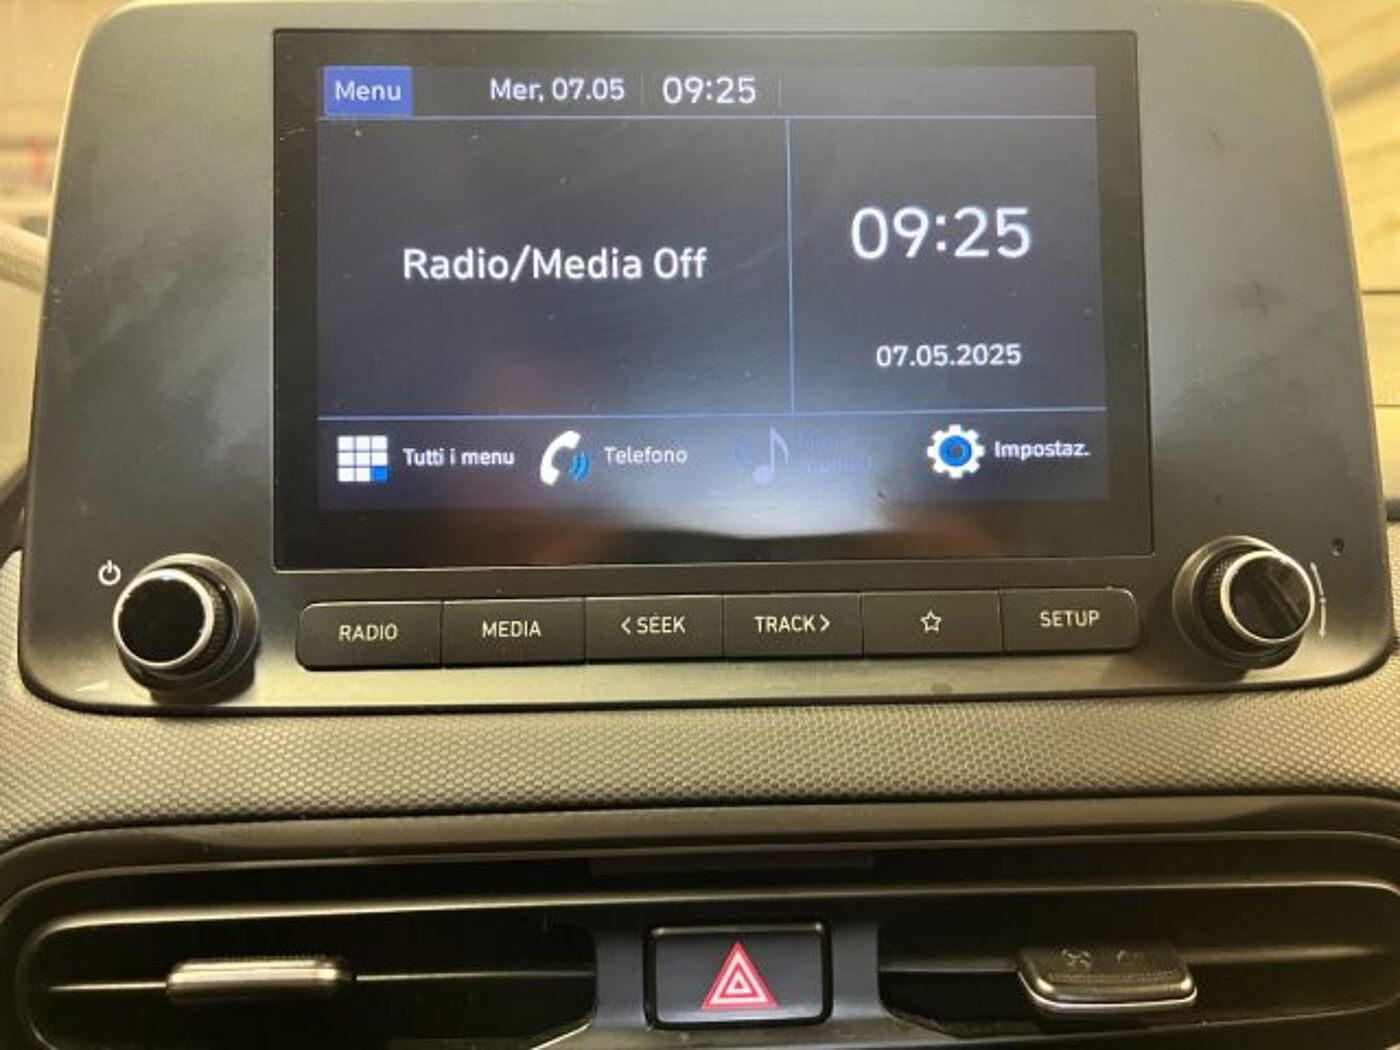 Menu Mer, 07.05 09:25
Radio/Media Off
09:25
07.05.2025
Tutti i menu Telefono Impostaz.
RADIO MEDIA <SEEK TRACK> SETUP